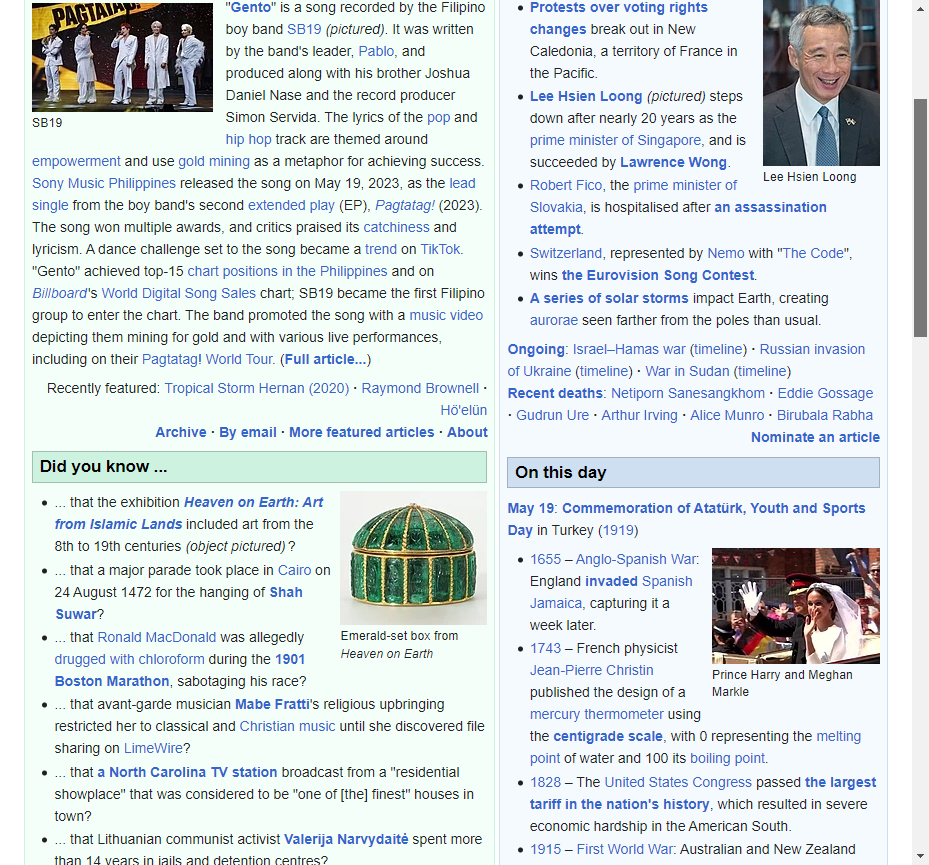 PAGTATAG!
SB19
"Gento" is a song recorded by the Filipino
boy band SB19 (pictured). It was written
by the band's leader, Pablo, and
produced along with his brother Joshua
Daniel Nase and the record producer
Simon Servida. The lyrics of the pop and
hip hop track are themed around
empowerment and use gold mining as a metaphor for achieving success.
Sony Music Philippines released the song on May 19, 2023, as the lead
single from the boy band's second extended play (EP), Pagtatag! (2023).
The song won multiple awards, and critics praised its catchiness and
lyricism. A dance challenge set to the song became a trend on TikTok.
"Gento" achieved top-15 chart positions in the Philippines and on
Billboard's World Digital Song Sales chart; SB19 became the first Filipino
group to enter the chart. The band promoted the song with a music video
depicting them mining for gold and with various live performances,
including on their Pagtatag! World Tour. (Full article...)
Recently featured: Tropical Storm Hernan (2020) · Raymond Brownell ·
Hö'elün
Archive · By email · More featured articles · About
Did you know ...
... that the exhibition Heaven on Earth: Art
from Islamic Lands included art from the
8th to 19th centuries (object pictured)?
... that a major parade took place in Cairo on
24 August 1472 for the hanging of Shah
Suwar?
... that Ronald MacDonald was allegedly
drugged with chloroform during the 1901
Boston Marathon, sabotaging his race?
Emerald-set box from
Heaven on Earth
... that avant-garde musician Mabe Fratti's religious upbringing
restricted her to classical and Christian music until she discovered file
sharing on LimeWire?
... that a North Carolina TV station broadcast from a "residential
showplace" that was considered to be "one of [the] finest" houses in
town?
... that Lithuanian communist activist Valerija Narvydaitė spent more
than 14 years in jails and detention centres?
Protests over voting rights
changes break out in New
Caledonia, a territory of France in
the Pacific.
Lee Hsien Loong (pictured) steps
down after nearly 20 years as the
prime minister of Singapore, and is
succeeded by Lawrence Wong.
Lee Hsien Loong
Robert Fico, the prime minister of
Slovakia, is hospitalised after an assassination
attempt.
Switzerland, represented by Nemo with "The Code",
wins the Eurovision Song Contest.
A series of solar storms impact Earth, creating
aurorae seen farther from the poles than usual.
Ongoing: Israel–Hamas war (timeline) · Russian invasion
of Ukraine (timeline) · War in Sudan (timeline)
Recent deaths: Netiporn Sanesangkhom · Eddie Gossage
· Gudrun Ure · Arthur Irving · Alice Munro · Birubala Rabha
Nominate an article
On this day
May 19: Commemoration of Atatürk, Youth and Sports
Day in Turkey (1919)
1655 – Anglo-Spanish War:
England invaded Spanish
Jamaica, capturing it a
week later.
Prince Harry and Meghan
Markle
1743 – French physicist
Jean-Pierre Christin
published the design of a
mercury thermometer using
the centigrade scale, with 0 representing the melting
point of water and 100 its boiling point.
1828 – The United States Congress passed the largest
tariff in the nation's history, which resulted in severe
economic hardship in the American South.
1915 – First World War: Australian and New Zealand